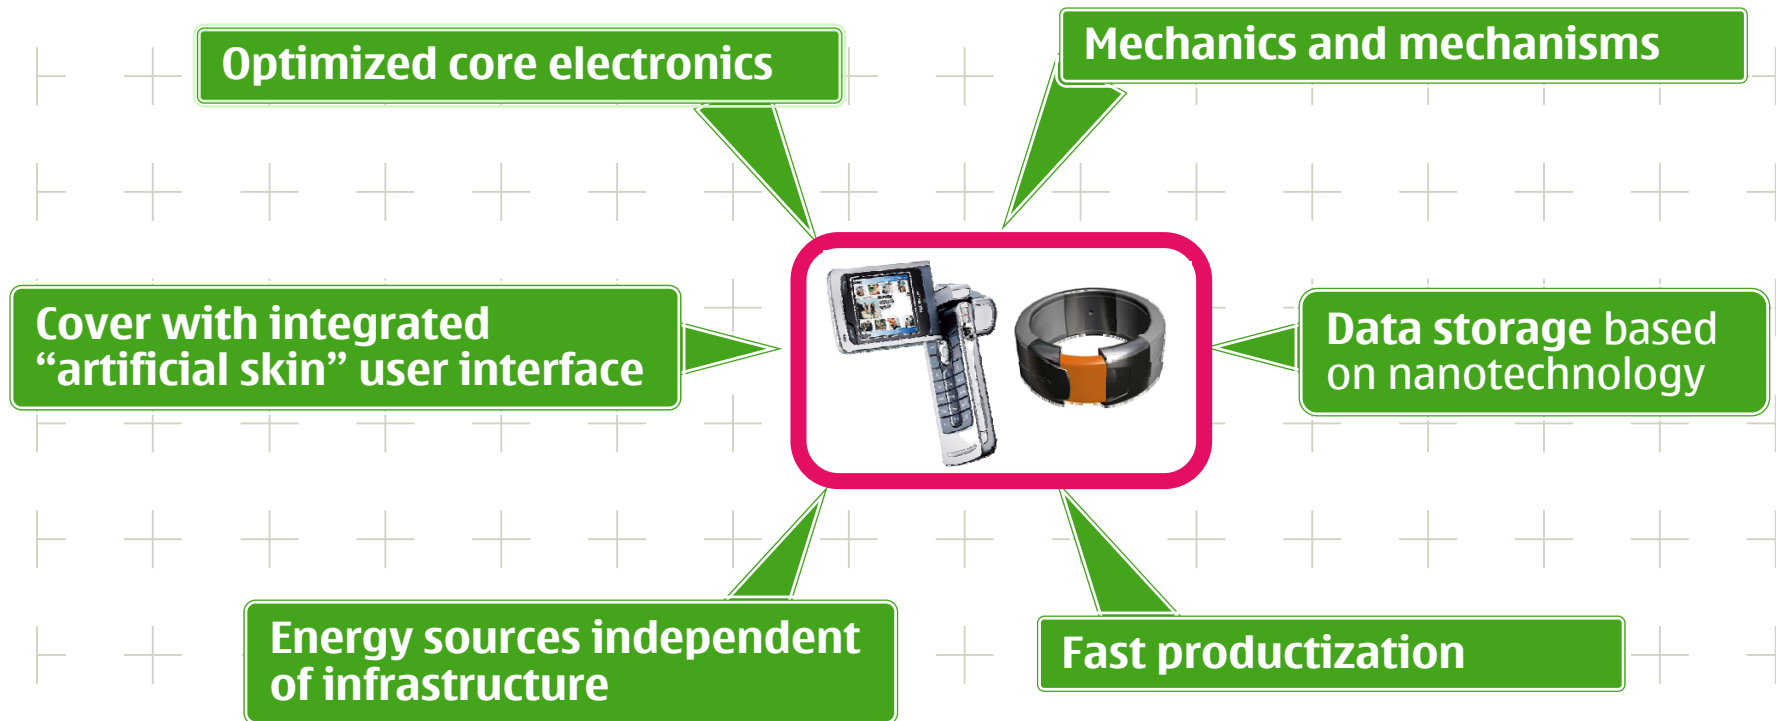 Optimized core electronics
Mechanics and mechanisms
Cover with integrated
“artificial skin” user interface
Data storage based
on nanotechnology
Energy sources independent
of infrastructure
Fast productization